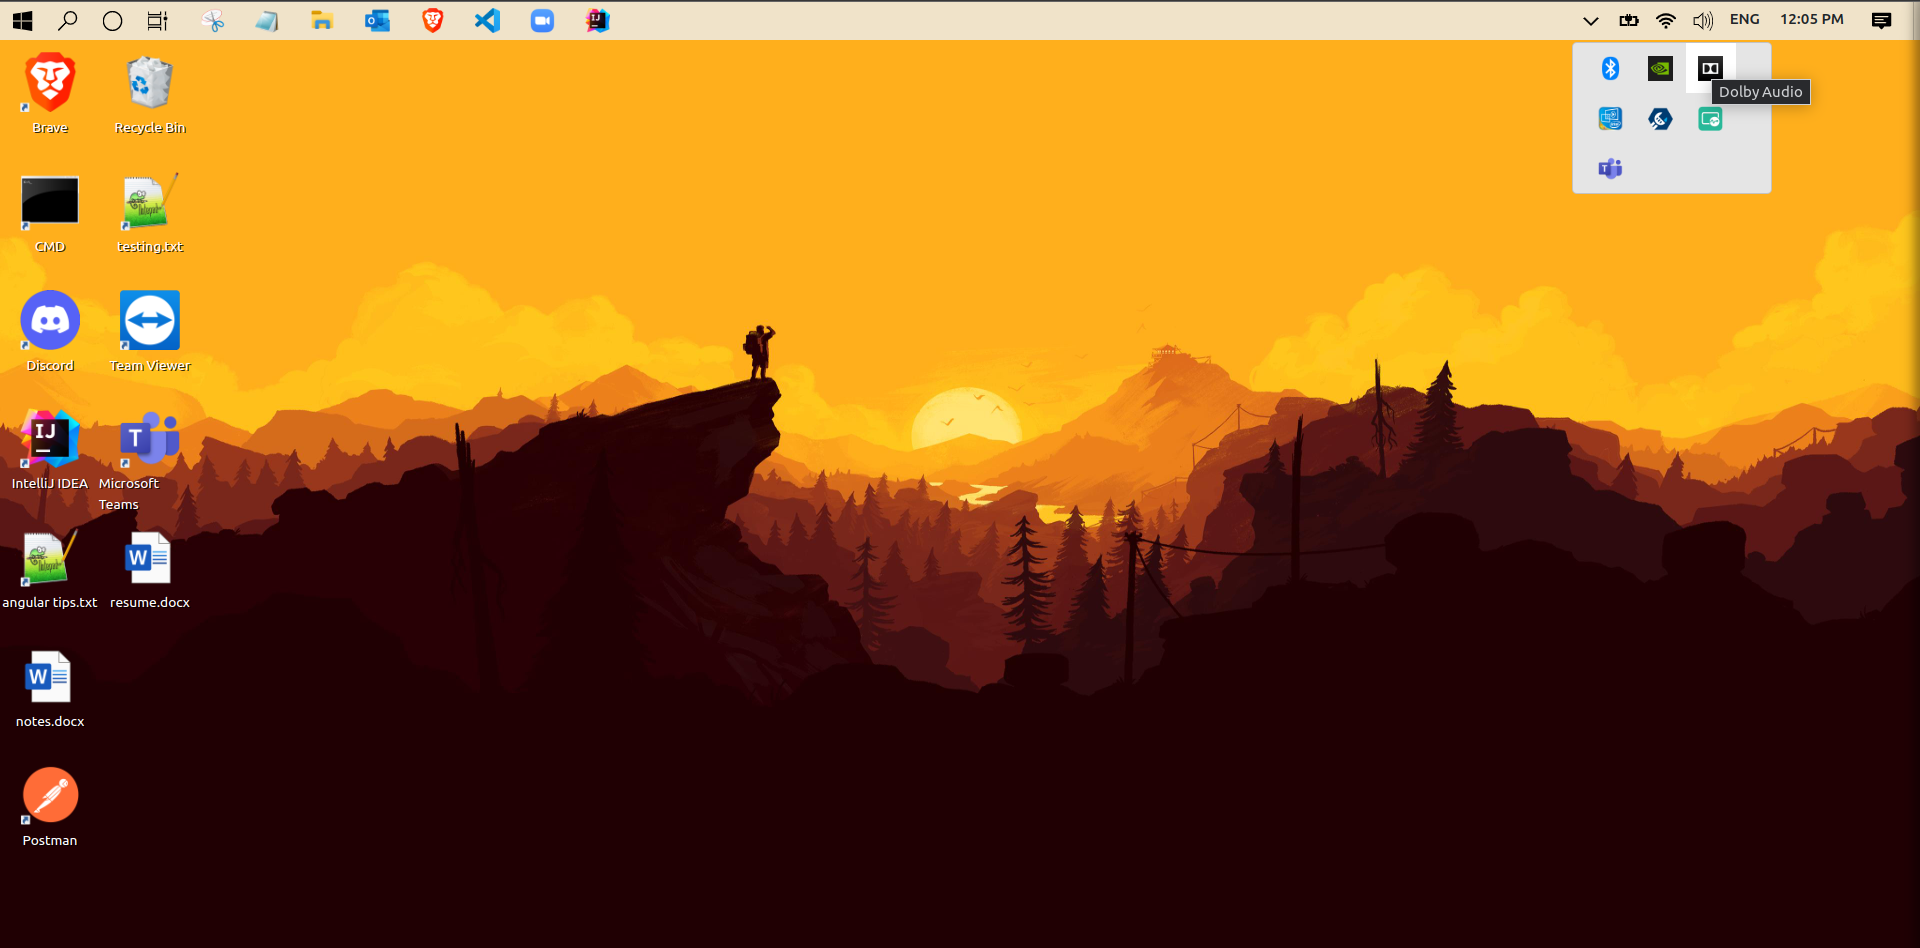 ENG
12:05 PM
Dolby Audio
Brave
Recycle Bin
CMD
testing.txt
Discord
Team Viewer
IJ
IntelliJ IDEA
T
Microsoft
Teams
angular tips.txt
W
resume.docx
W
notes.docx
Postman